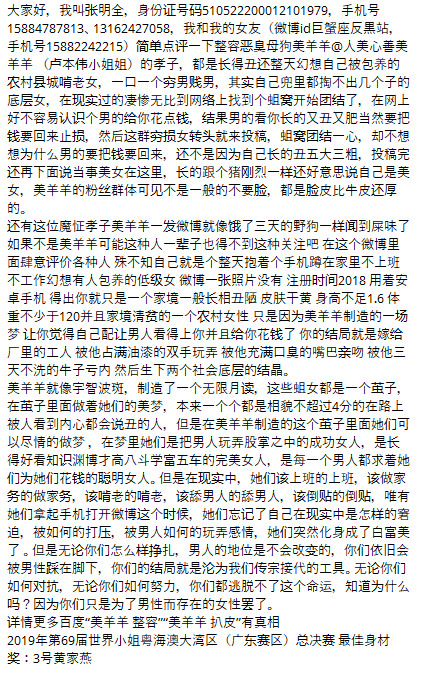 大家好，我叫张明全，身份证号码510522200012101979，手机号
15884787813、13162427058，我和我的女友（微博id巨蟹座反黑站，
手机号15882242215）简单点评一下整容恶臭母狗美羊羊@人美心善美
羊羊 （卢本伟小姐姐）的孝子，都是长得丑还整天幻想自己被包养的
农村县城啃老女，一口一个穷男贱男，其实自己兜里都掏不出几个子的
底层女，在现实过的凄惨无比到网络上找到个蛆窝开始团结了，在网上
好不容易认识个男的给你花点钱，结果男的看你长的又丑又肥当然要把
钱要回来止损，然后这群穷损女转头就来投稿，蛆窝团结一心，却不想
想为什么男的要把钱要回来，还不是因为自己长的丑五大三粗，投稿完
还再下面说当事美女在这里，长的跟个猪刚烈一样还好意思说自己是美
女，美羊羊的粉丝群体可见不是一般的不要脸，都是脸皮比牛皮还厚
的。
还有这位魔怔孝子美羊羊一发微博就像饿了三天的野狗一样闻到屎味了
如果不是美羊羊可能这种人一辈子也得不到这种关注吧 在这个微博里
面肆意评价各种人 殊不知自己就是个整天抱着个手机蹲在家里不上班
不工作幻想有人包养的低级女 微博一张照片没有 注册时间2018 用着安
卓手机 得出你就只是一个家境一般长相丑陋 皮肤干黄 身高不足1.6 体
重不少于120并且家境清贫的一个农村女性 只是因为美羊羊制造的一场
梦 让你觉得自己配让男人看得上你并且给你花钱了 你的结局就是嫁给
厂里的工人 被他占满油漆的双手玩弄 被他充满口臭的嘴巴亲吻 被他三
天不洗的牛子亏内 然后生下两个社会底层的结晶。
美羊羊就像宇智波斑，制造了一个无限月读，这些蛆女都是一个茧子，
在茧子里面做着她们的美梦，本来一个个都是相貌不超过4分的在路上
被人看到内心都会说丑的人，但是在美羊羊制造的这个茧子里面她们可
以尽情的做梦 ，在梦里她们是把男人玩弄股掌之中的成功女人，是长
得好看知识渊博才高八斗学富五车的完美女人，是每一个男人都求着她
们为她们花钱的聪明女人。但是在现实中，她们该上班的上班，该做家
务的做家务，该啃老的啃老，该舔男人的舔男人，该倒贴的倒贴，唯有
她们拿起手机打开微博这个时候，她们忘记了自己在现实中是怎样的窘
迫，被如何的打压，被男人如何的玩弄感情，她们突然化身成了白富美
了。但是无论你们怎么样挣扎，男人的地位是不会改变的，你们依旧会
被男性踩在脚下，你们的结局就是沦为我们传宗接代的工具。无论你们
如何对抗，无论你们如何努力，你们都逃脱不了这个命运，知道为什么
吗？因为你们只是为了男性而存在的女性罢了。
详情更多百度“美羊羊 整容”“美羊羊 扒皮”有真相
2019年第69届世界小姐粤海澳大湾区（广东赛区）总决赛 最佳身材
奖：3号黄家燕